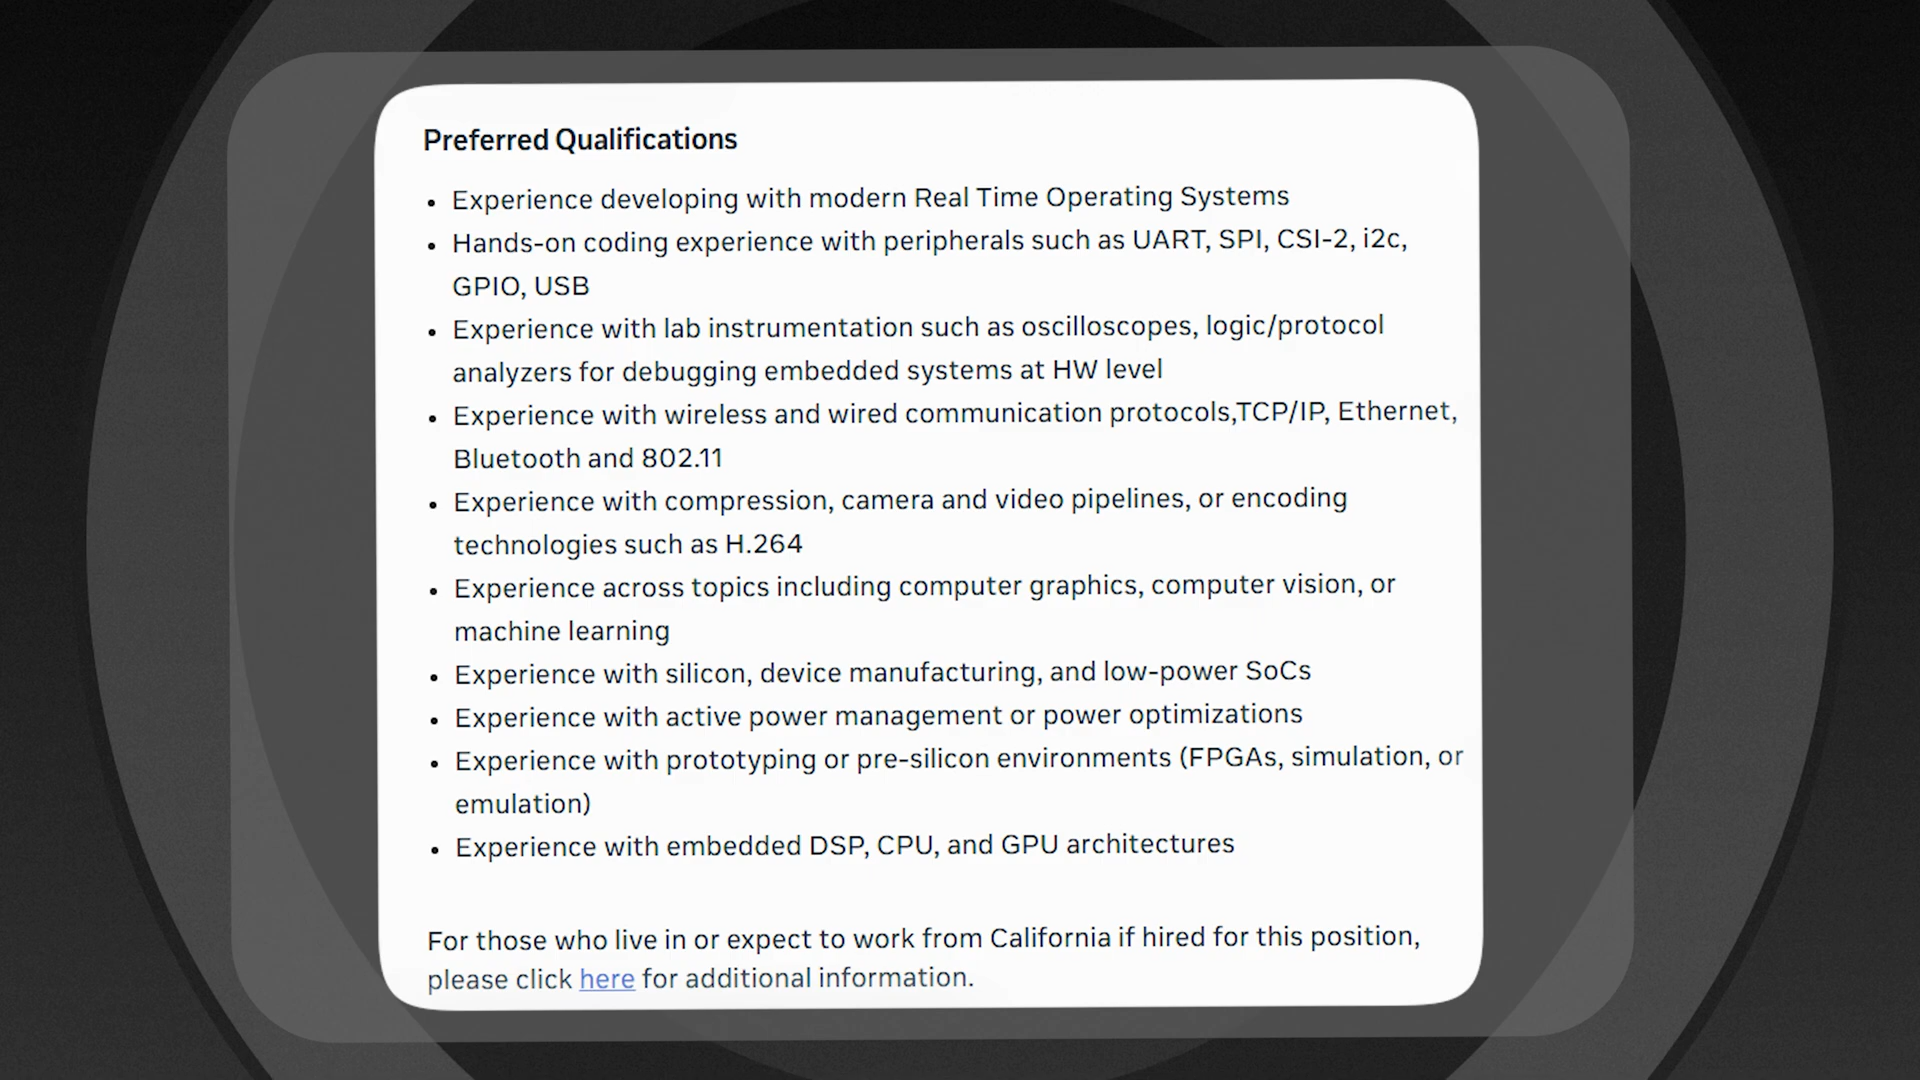 Preferred Qualifications
• Experience developing with modern Real Time Operating Systems
• Hands-on coding experience with peripherals such as UART, SPI, CSI-2, i2c,
GPIO, USB
• Experience with lab instrumentation such as oscilloscopes, logic/protocol
analyzers for debugging embedded systems at HW level
• Experience with wireless and wired communication protocols,TCP/IP, Ethernet,
Bluetooth and 802.11
• Experience with compression, camera and video pipelines, or encoding
technologies such as H.264
• Experience across topics including computer graphics, computer vision, or
machine learning
• Experience with silicon, device manufacturing, and low-power SoCs
• Experience with active power management or power optimizations
• Experience with prototyping or pre-silicon environments (FPGAs, simulation, or
emulation)
• Experience with embedded DSP, CPU, and GPU architectures
For those who live in or expect to work from California if hired for this position,
please click here for additional information.